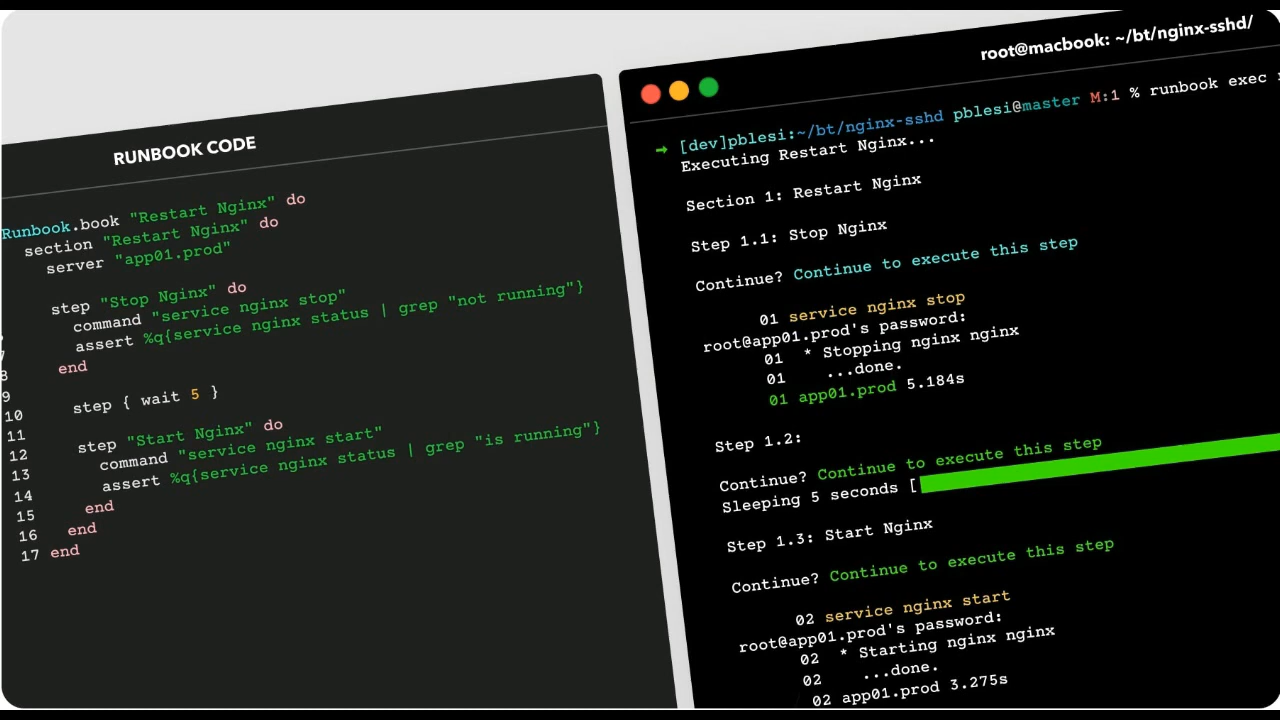 RUNBOOK CODE
Runbook.book "Restart Nginx" do
section "Restart Nginx" do
server "app01.prod"
step "Stop Nginx" do
command "service nginx stop"
assert %q{service nginx status | grep "not running"}
8 end
9
10 step { wait 5 }
11
12 step "Start Nginx" do
13 command "service nginx start"
14 assert %q{service nginx status | grep "is running"}
15 end
16 end
17 end
root@macbook: ~/bt/nginx-sshd/
➞ [dev]pblesi:~/bt/nginx-sshd pblesi@master M:1 % runbook exec
Executing Restart Nginx...
Section 1: Restart Nginx
Step 1.1: Stop Nginx
Continue? Continue to execute this step
01 service nginx stop
root@app01.prod's password:
01 * Stopping nginx nginx
01 ...done.
01 app01.prod 5.184s
Step 1.2:
Continue? Continue to execute this step
Sleeping 5 seconds [
Step 1.3: Start Nginx
Continue? Continue to execute this step
02 service nginx start
root@app01.prod's password:
02 * Starting nginx nginx
02 ...done.
02 app01.prod 3.275s